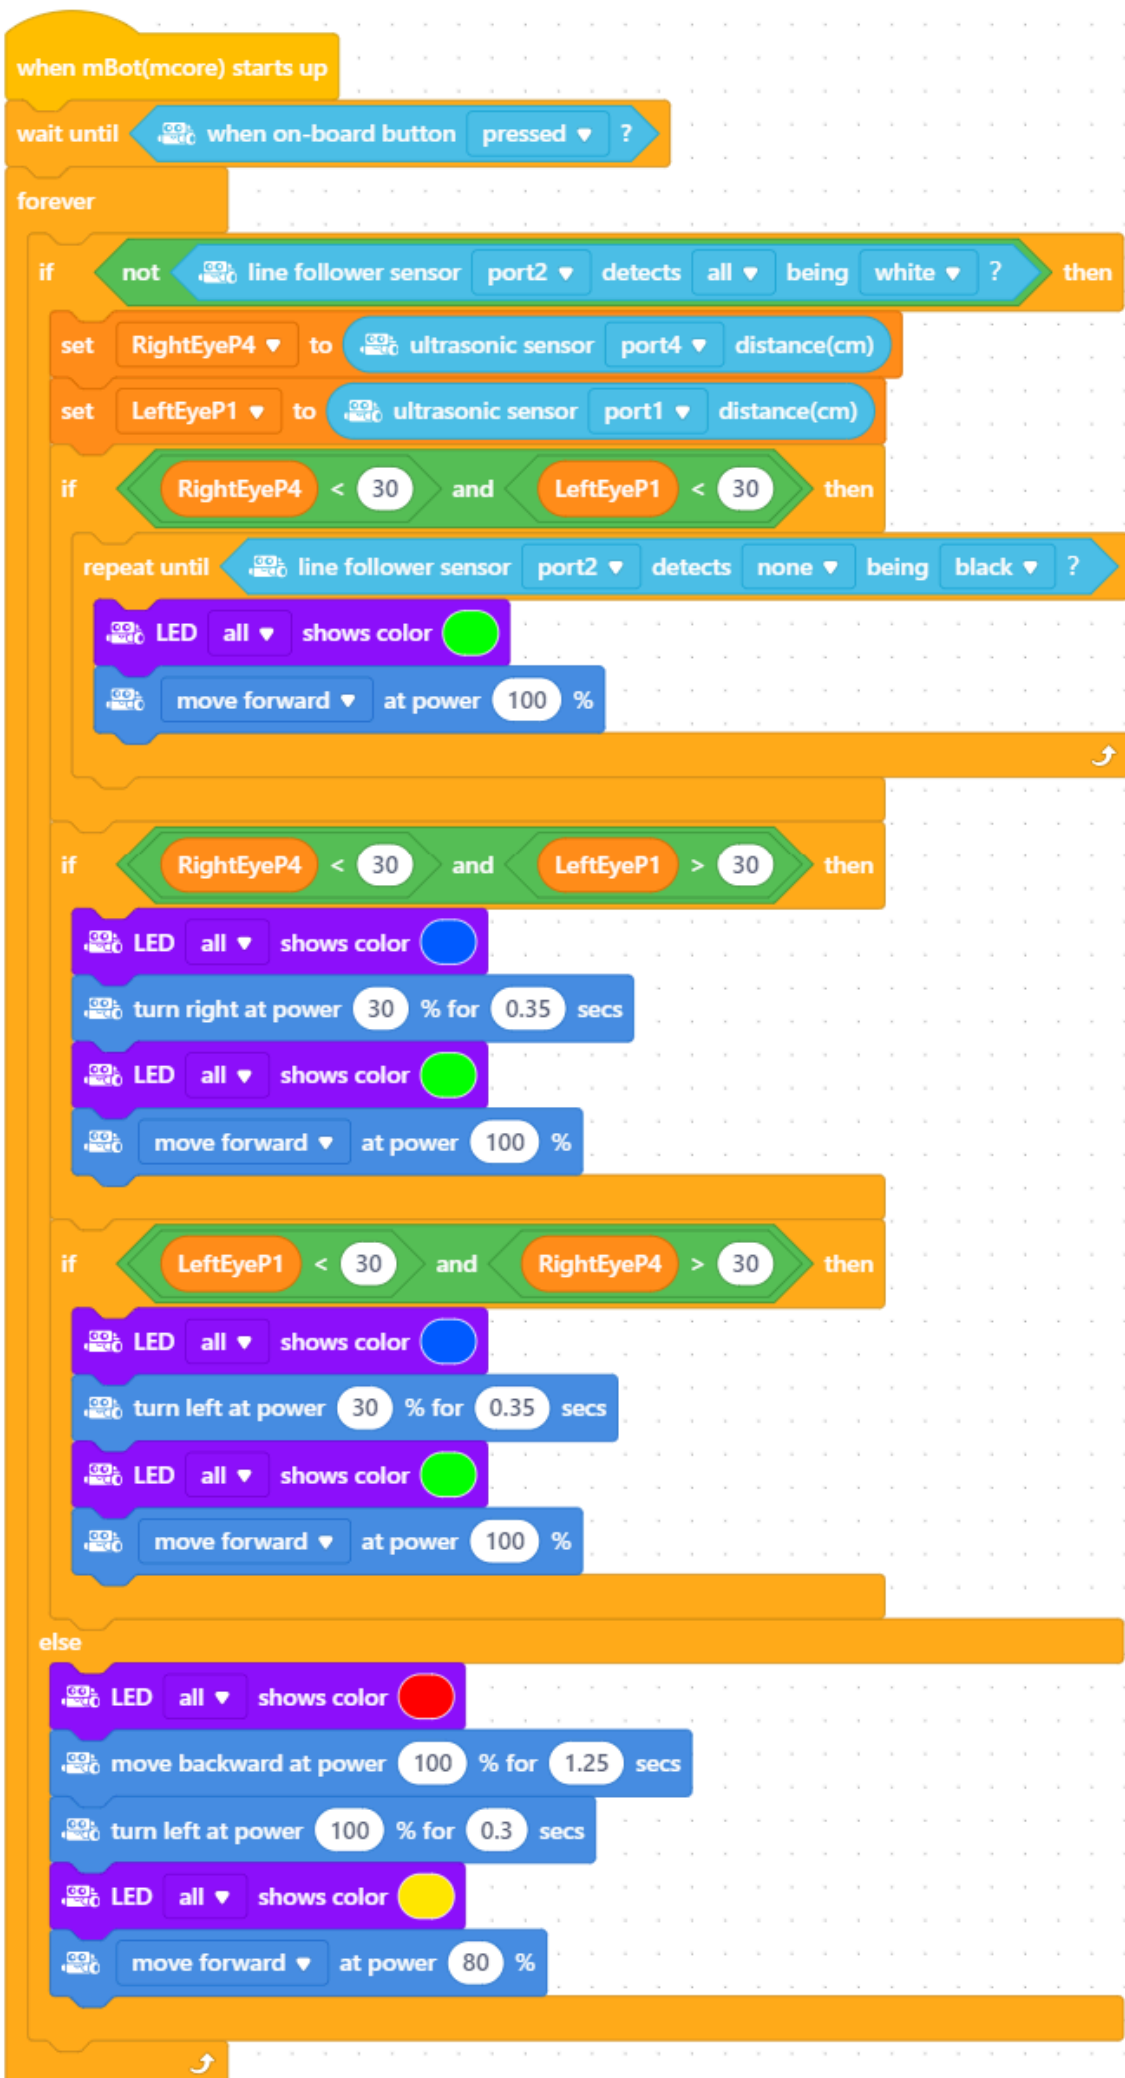 when mBot(mcore) starts up
wait until when on-board button pressed ?
forever
if not line follower sensor port2 detects all being white ? then
set RightEyeP4 to ultrasonic sensor port4 distance(cm)
set LeftEyeP1 to ultrasonic sensor port1 distance(cm)
if RightEyeP4 < 30 and LeftEyeP1 < 30 then
repeat until line follower sensor port2 detects none being black ?
LED all shows color
move forward at power 100 %
if RightEyeP4 < 30 and LeftEyeP1 > 30 then
LED all shows color
turn right at power 30 % for 0.35 secs
LED all shows color
move forward at power 100 %
if LeftEyeP1 < 30 and RightEyeP4 > 30 then
LED all shows color
turn left at power 30 % for 0.35 secs
LED all shows color
move forward at power 100 %
else
LED all shows color
move backward at power 100 % for 1.25 secs
turn left at power 100 % for 0.3 secs
LED all shows color
move forward at power 80 %